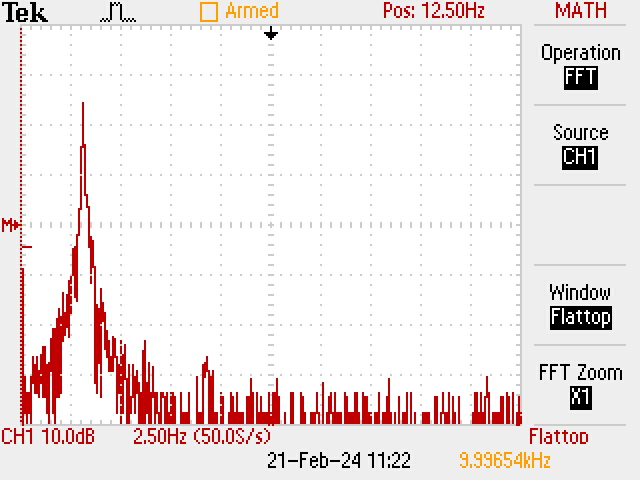 Tek Armed Pos: 12.50Hz MATH
Operation
FFT
Source
CH1
M
Window
Flattop
FFT Zoom
X1
CH1 10.0dB 2.50Hz (50.0S/s) Flattop
21-Feb-24 11:22 9.99654kHz